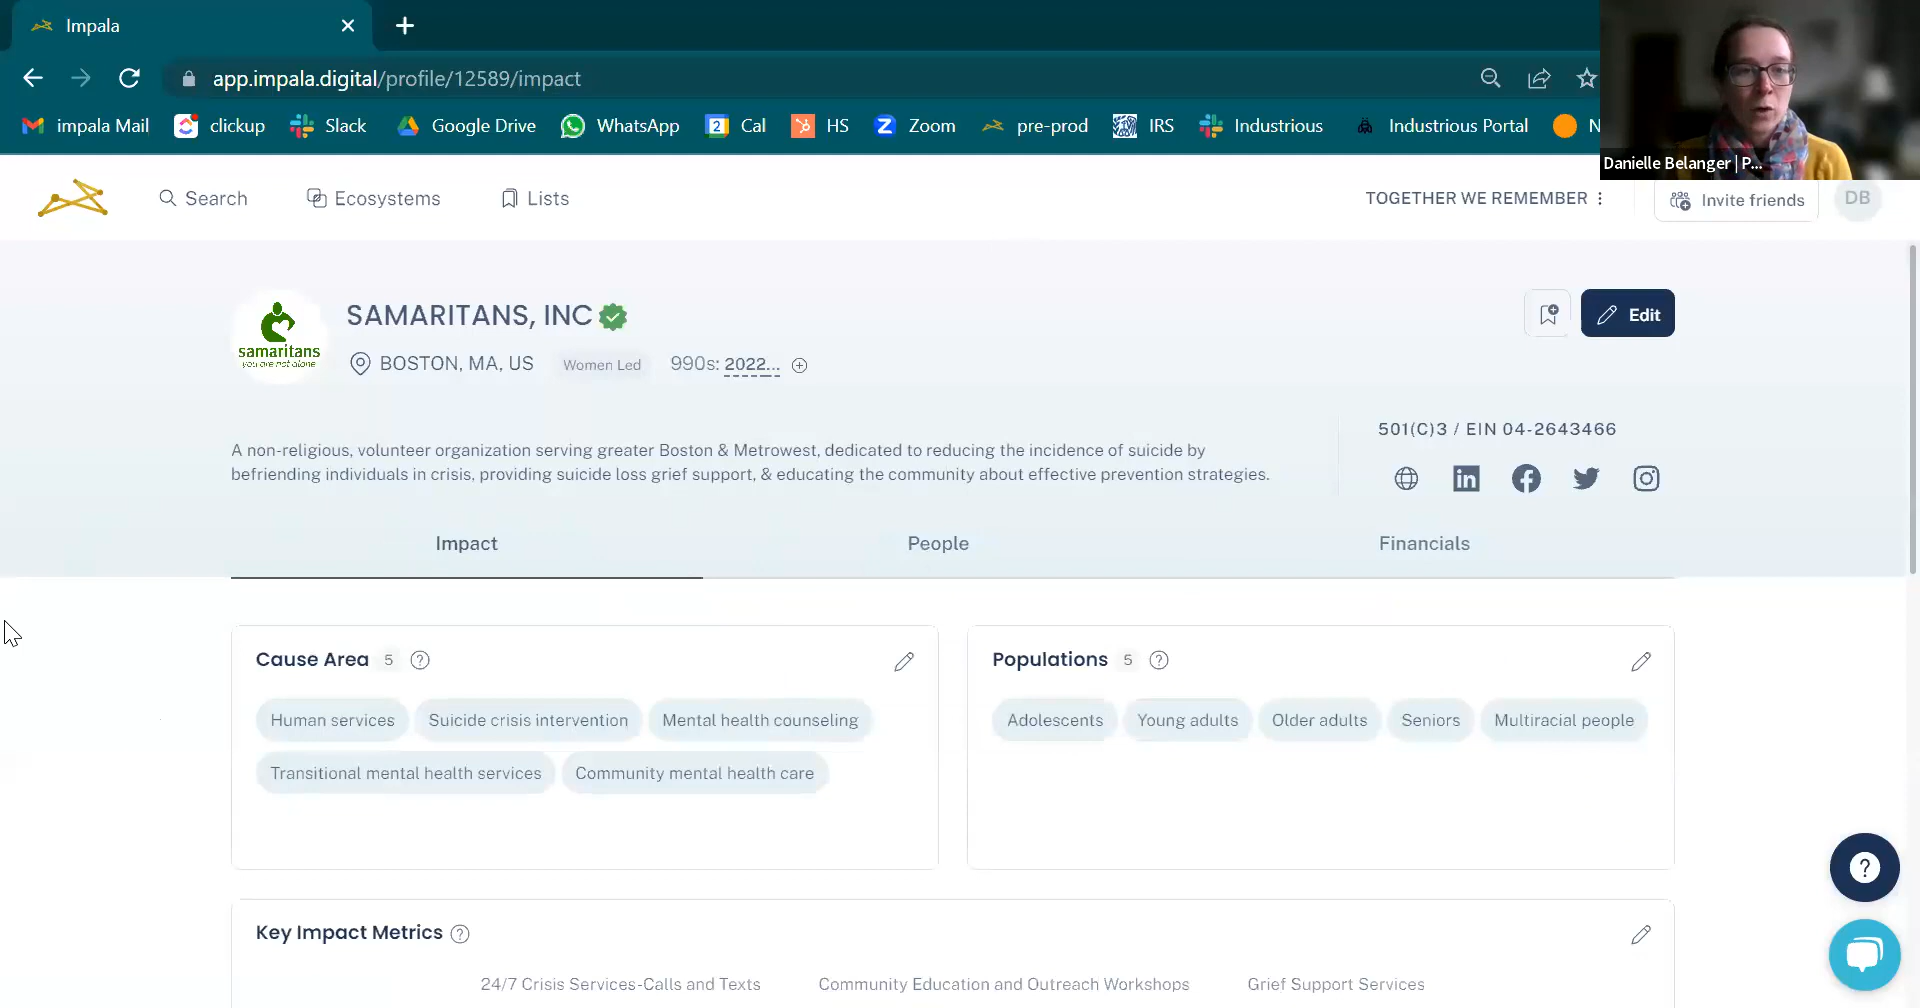 Impala
app.impala.digital/profile/12589/impact
impala Mail clickup Slack Google Drive WhatsApp 2 Cal HS Z Zoom pre-prod IRS Industrious Industrious Portal N
Danielle Belanger | P...
Search Ecosystems Lists TOGETHER WE REMEMBER Invite friends DB
SAMARITANS, INC
samaritans
you are not alone
BOSTON, MA, US Women Led 990s: 2022...
Edit
501(C)3 / EIN 04-2643466
A non-religious, volunteer organization serving greater Boston & Metrowest, dedicated to reducing the incidence of suicide by
befriending individuals in crisis, providing suicide loss grief support, & educating the community about effective prevention strategies.
Impact People Financials
Cause Area 5 ?
Human services Suicide crisis intervention Mental health counseling
Transitional mental health services Community mental health care
Populations 5 ?
Adolescents Young adults Older adults Seniors Multiracial people
Key Impact Metrics ?
24/7 Crisis Services-Calls and Texts Community Education and Outreach Workshops Grief Support Services
?